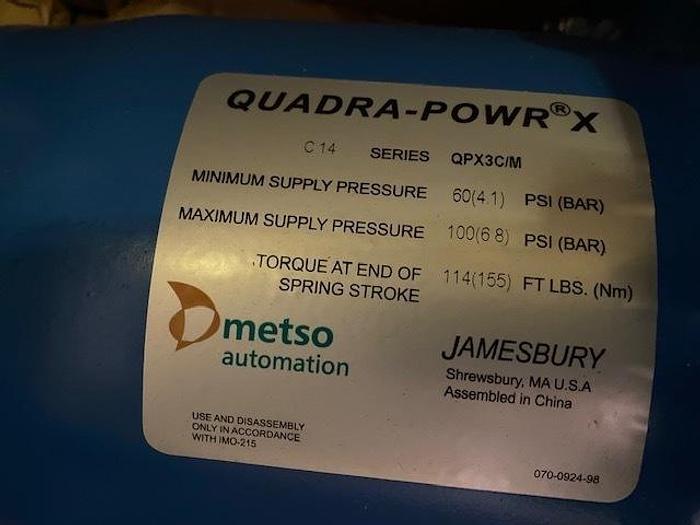 QUADRA-POWR® X
C 14 SERIES QPX3C/M
MINIMUM SUPPLY PRESSURE 60(4.1) PSI (BAR)
MAXIMUM SUPPLY PRESSURE 100(6 8) PSI (BAR)
TORQUE AT END OF
SPRING STROKE 114(155) FT LBS. (Nm)
metso
automation
JAMESBURY
Shrewsbury, MA U.S.A
Assembled in China
USE AND DISASSEMBLY
ONLY IN ACCORDANCE
WITH IMO-215
070-0924-98